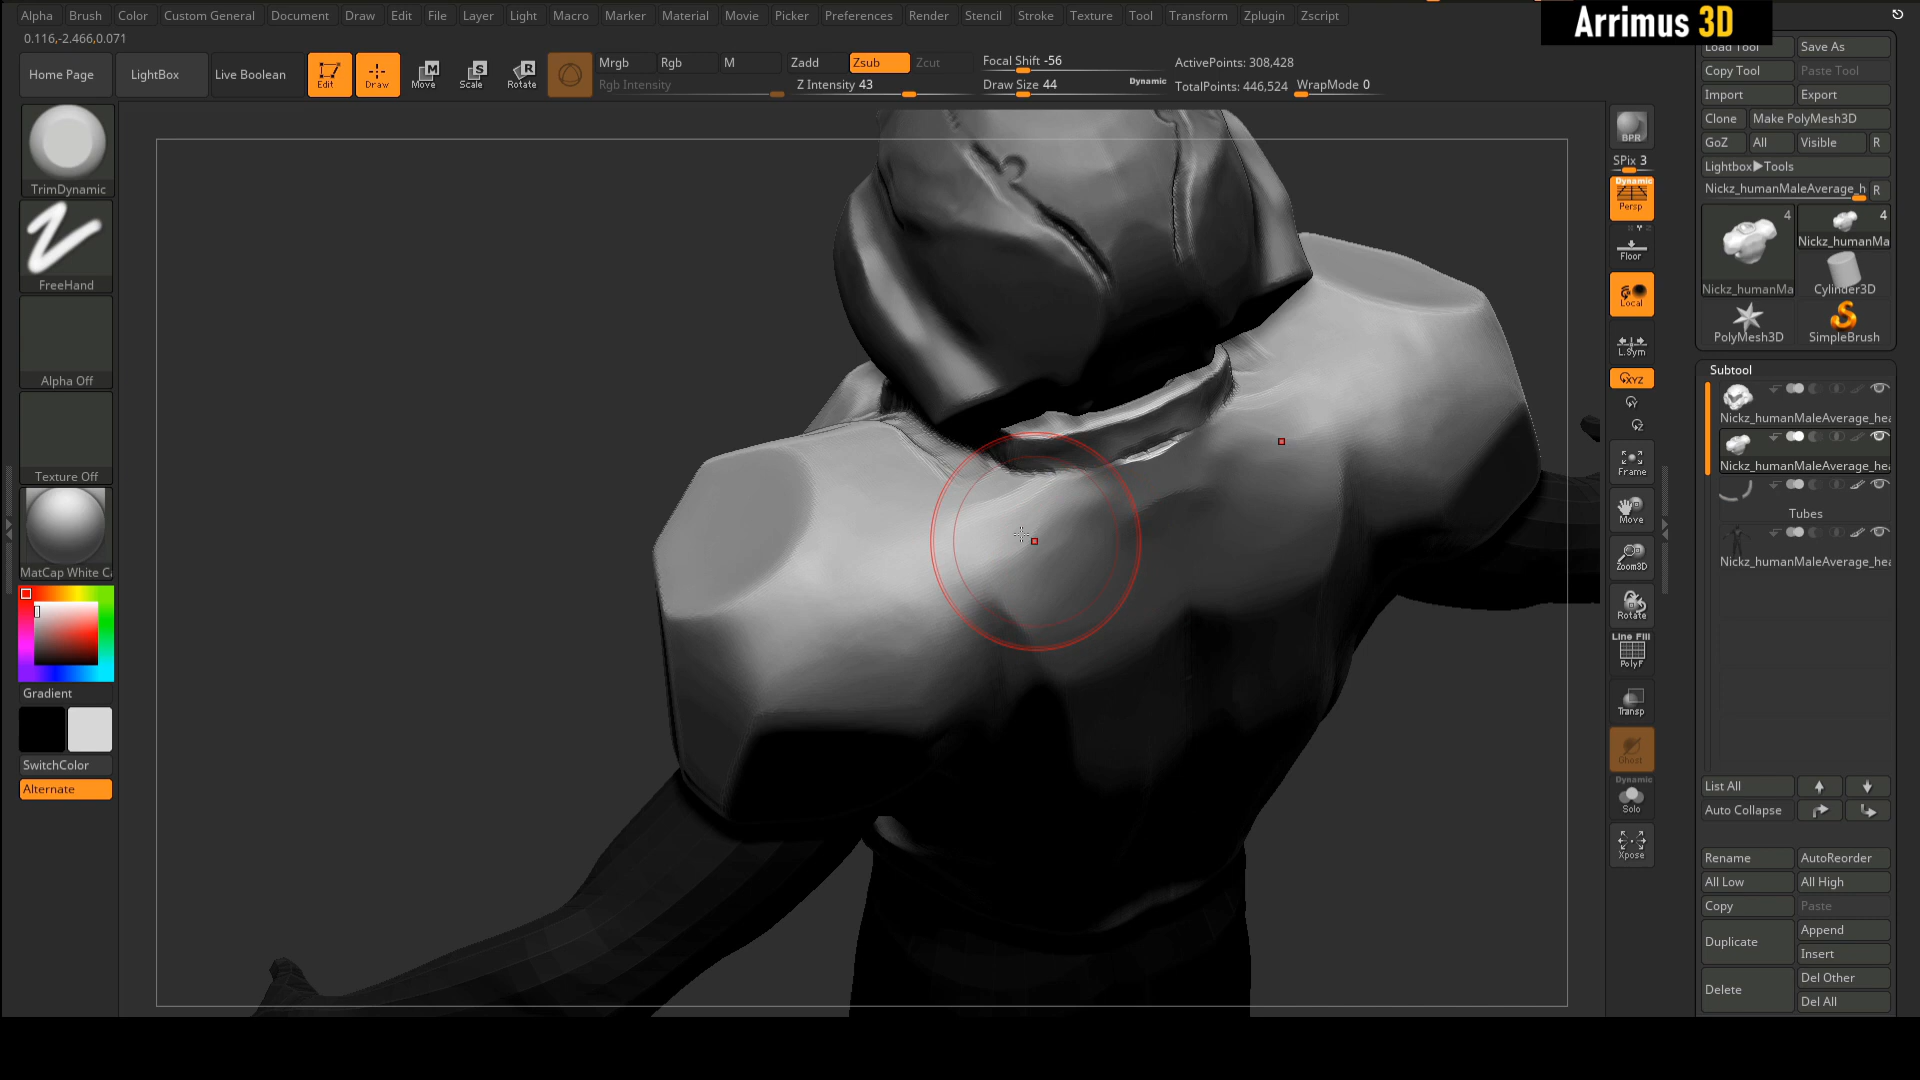 Alpha Brush Color Custom General Document Draw Edit File Layer Light Macro Marker Material Movie Picker Preferences Render Stencil Stroke Texture Tool Transform Zplugin Zscript
Arrimus 3D
0.116,-2.466,0.071
Home Page LightBox Live Boolean
Edit Draw Move Scale Rotate
M S R
Mrgb Rgb M Zadd Zsub Zcut
Rgb Intensity Z Intensity 43
Focal Shift -56
Draw Size 44 Dynamic
ActivePoints: 308,428
TotalPoints: 446,524 WrapMode 0
TrimDynamic
FreeHand
Alpha Off
Texture Off
MatCap White C
Gradient
SwitchColor
Alternate
BPR
SPix 3
Dynamic
Persp
Floor
Local
L.Sym
XYZ
Frame
Move
Zoom3D
Rotate
Line Fill
PolyF
Transp
Ghost
Dynamic
Solo
Xpose
Load Tool Save As
Copy Tool Paste Tool
Import Export
Clone Make PolyMesh3D
GoZ All Visible R
Lightbox▶Tools
Nickz_humanMaleAverage_h R
4 4
Nickz_humanMa
Nickz_humanMa Cylinder3D
PolyMesh3D SimpleBrush
Subtool
Nickz_humanMaleAverage_hea
Nickz_humanMaleAverage_hea
Tubes
Nickz_humanMaleAverage_hea
List All
Auto Collapse
Rename AutoReorder
All Low All High
Copy Paste
Duplicate Append
Insert
Delete Del Other
Del All